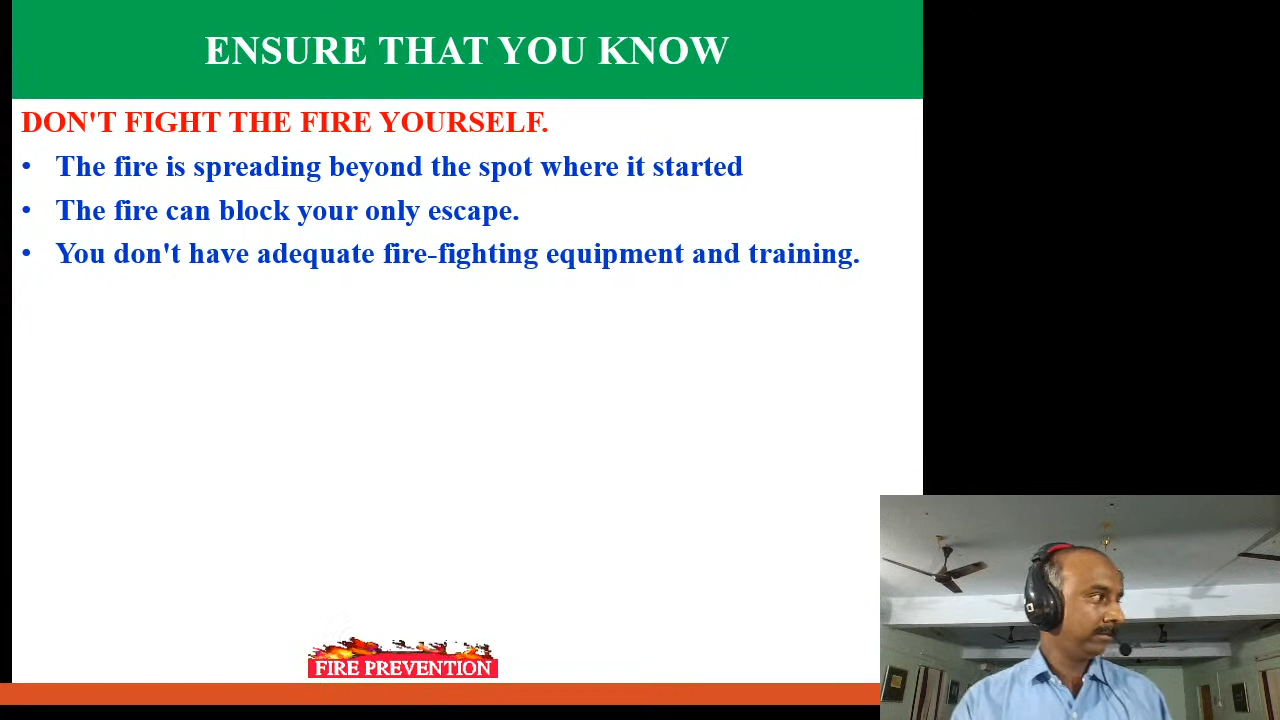 ENSURE THAT YOU KNOW
DON'T FIGHT THE FIRE YOURSELF.
• The fire is spreading beyond the spot where it started
• The fire can block your only escape.
• You don't have adequate fire-fighting equipment and training.
FIRE PREVENTION